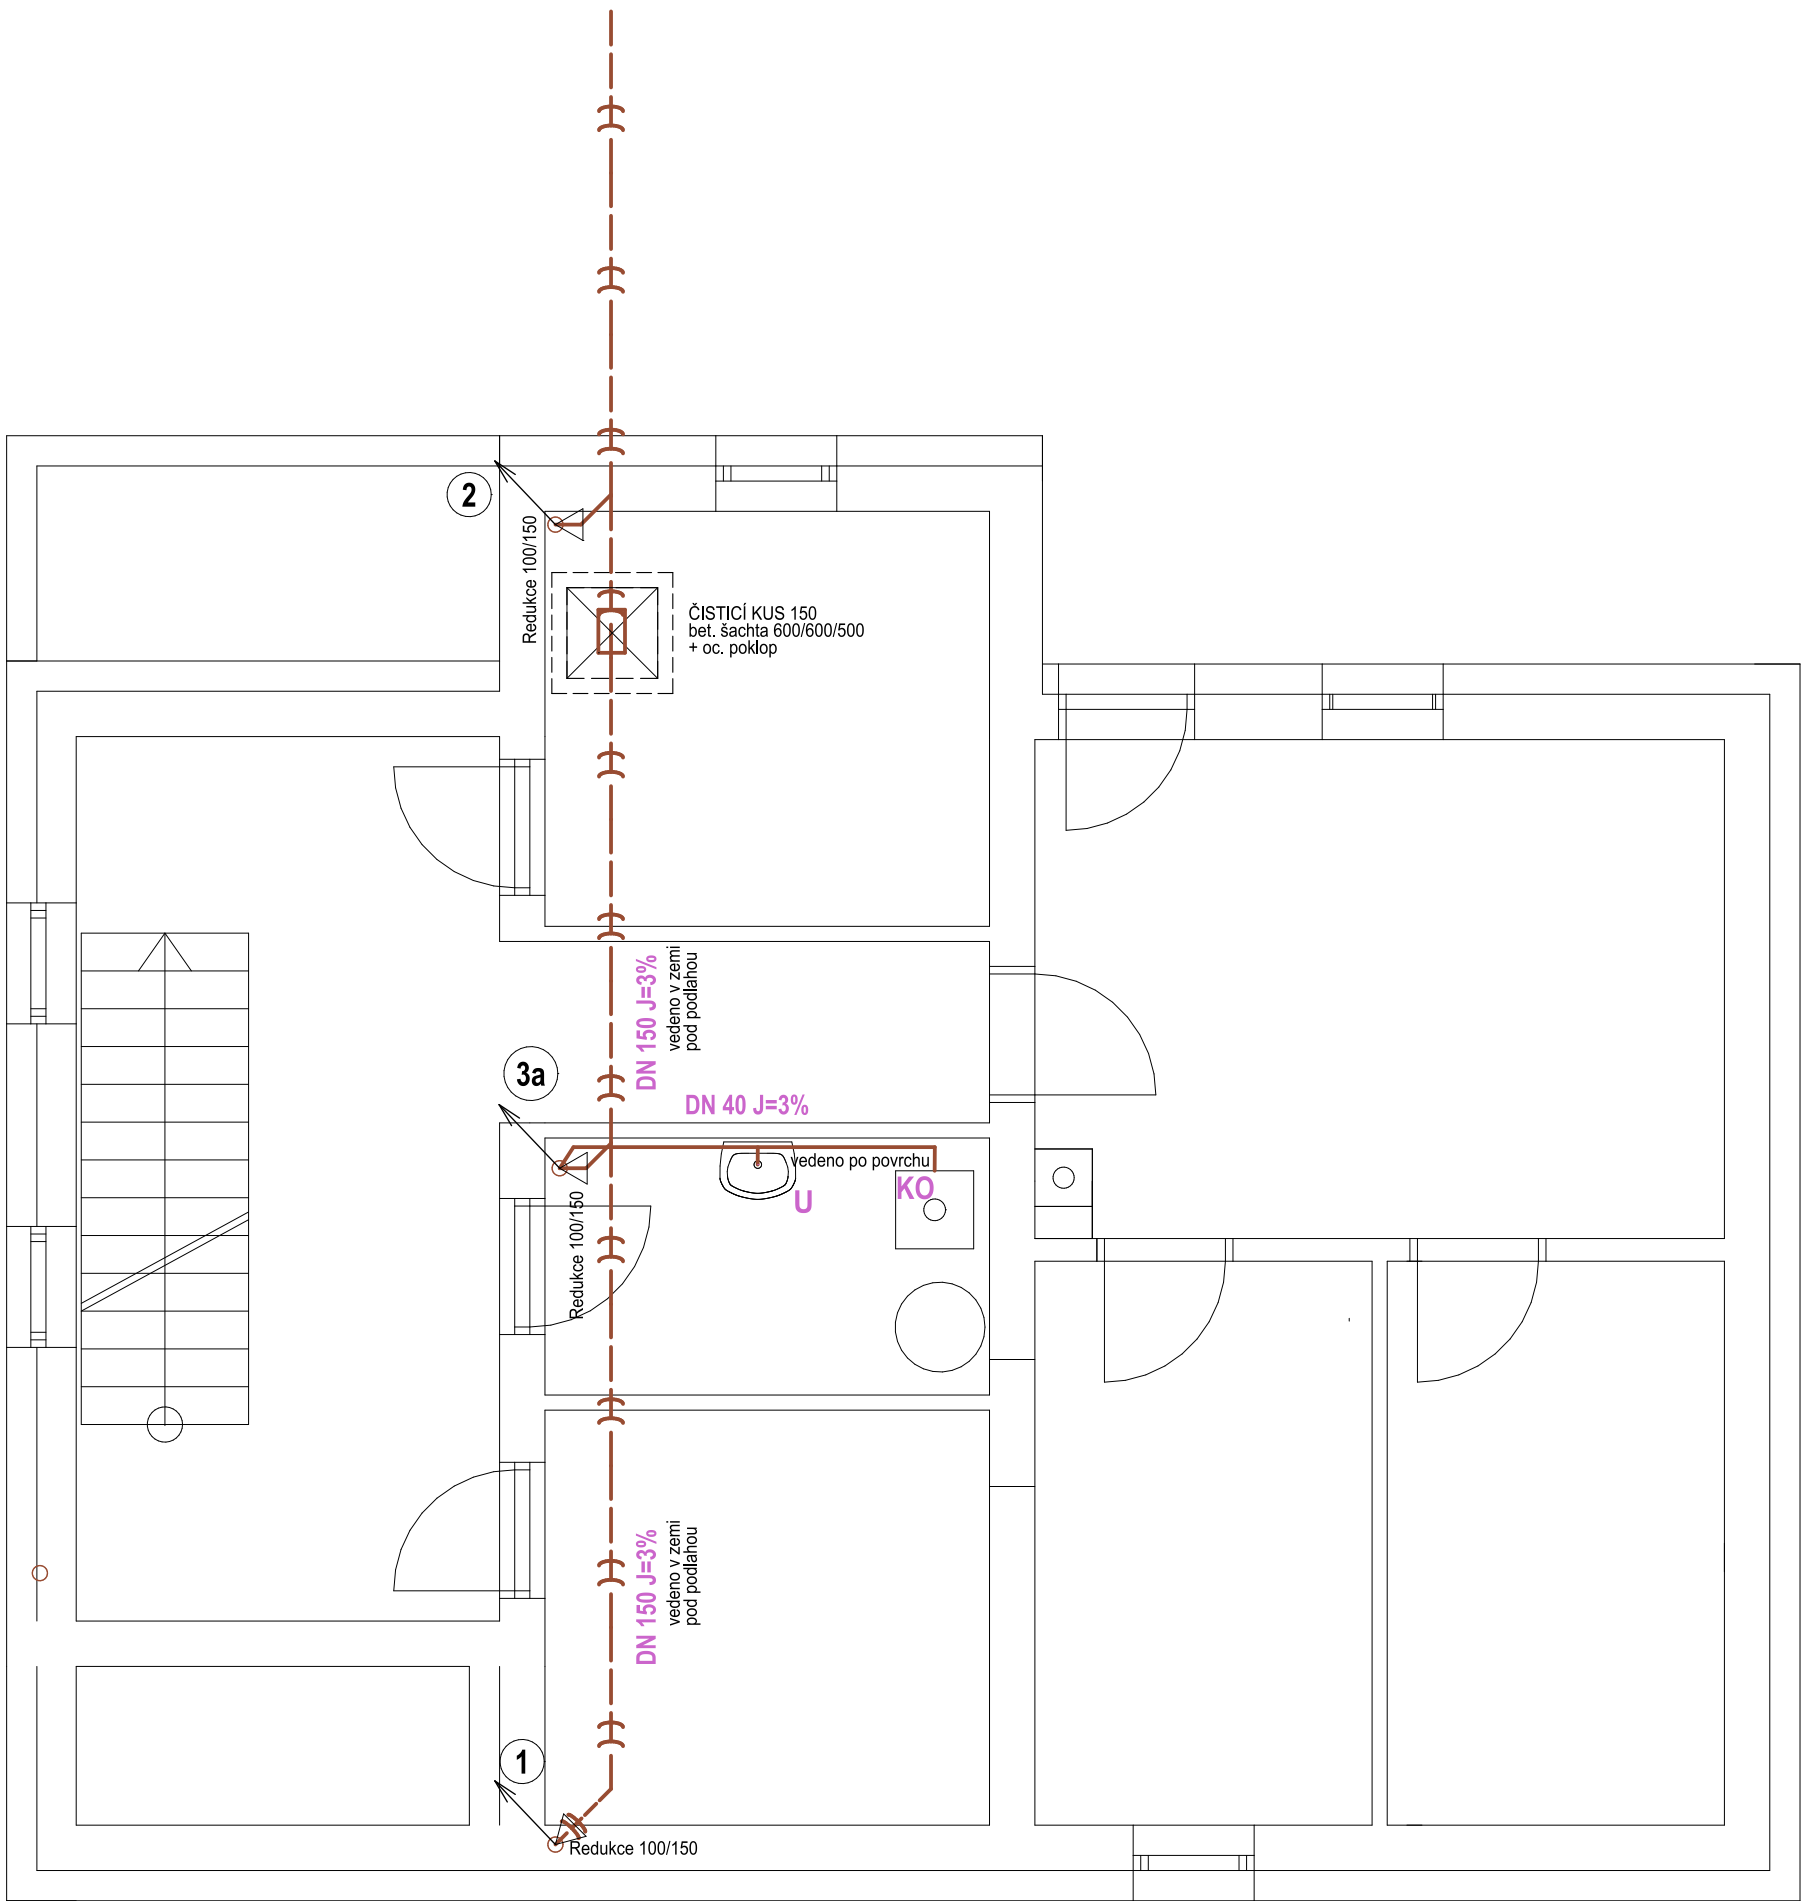 2
Redukce 100/150
ČISTICÍ KUS 150
bet. šachta 600/600/500
+ oc. poklop
DN 150 J=3%
vedeno v zemi
pod podlahou
3a
DN 40 J=3%
vedeno po povrchu
U
KO
Redukce 100/150
DN 150 J=3%
vedeno v zemi
pod podlahou
1
Redukce 100/150